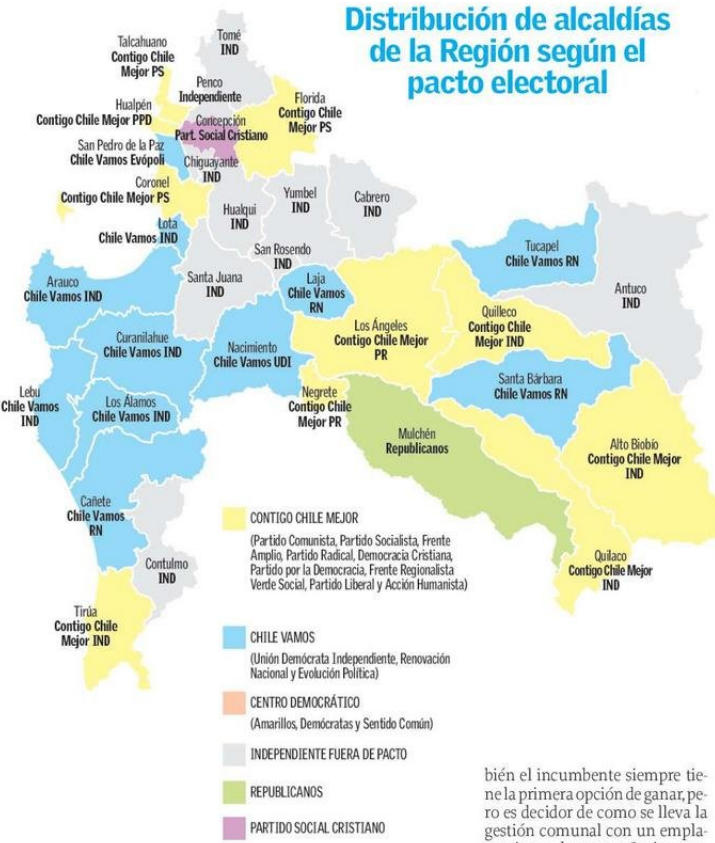 Distribución de alcaldías
de la Región según el
pacto electoral
Talcahuano
Contigo Chile
Mejor PS
Tomé
IND
Penco
Independiente
Hualpén
Contigo Chile Mejor PPD
Florida
Contigo Chile
Mejor PS
Concepción
Part. Social Cristiano
San Pedro de la Paz
Chile Vamos Evópoli
Chiguayante
IND
Coronel
Contigo Chile Mejor PS
Hualqui
IND
Yumbel
IND
Cabrero
IND
Lota
Chile Vamos IND
San Rosendo
IND
Tucapel
Chile Vamos RN
Antuco
IND
Arauco
Chile Vamos IND
Santa Juana
IND
Laja
Chile Vamos
RN
Los Ángeles
Contigo Chile Mejor
PR
Quilleco
Contigo Chile
Mejor IND
Curanilahue
Chile Vamos IND
Nacimiento
Chile Vamos UDI
Santa Bárbara
Chile Vamos RN
Lebu
Chile Vamos
IND
Los Álamos
Chile Vamos IND
Negrete
Contigo Chile
Mejor PR
Mulchén
Republicanos
Alto Biobío
Contigo Chile Mejor
IND
Cañete
Chile Vamos
RN
Contulmo
IND
Quilaco
Contigo Chile Mejor
IND
Tirúa
Contigo Chile
Mejor IND
CONTIGO CHILE MEJOR
(Partido Comunista, Partido Socialista, Frente
Amplio, Partido Radical, Democracia Cristiana,
Partido por la Democracia, Frente Regionalista
Verde Social, Partido Liberal y Acción Humanista)
CHILE VAMOS
(Unión Demócrata Independiente, Renovación
Nacional y Evolución Política)
CENTRO DEMOCRÁTICO
(Amarillos, Demócratas y Sentido Común)
INDEPENDIENTE FUERA DE PACTO
REPUBLICANOS
PARTIDO SOCIAL CRISTIANO
bién el incumbente siempre tie-
ne la primera opción de ganar, pe-
ro es decidor de como se lleva la
gestión comunal con un empla-